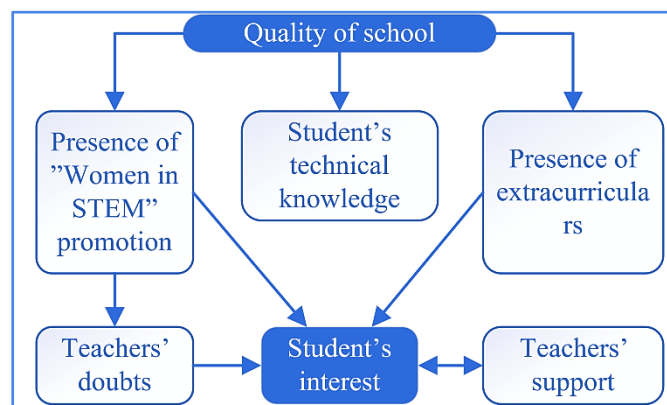 Quality of school
Presence of
”Women in
STEM”
promotion
Student’s
technical
knowledge
Presence of
extracurricula
rs
Teachers’
doubts
Student’s
interest
Teachers’
support